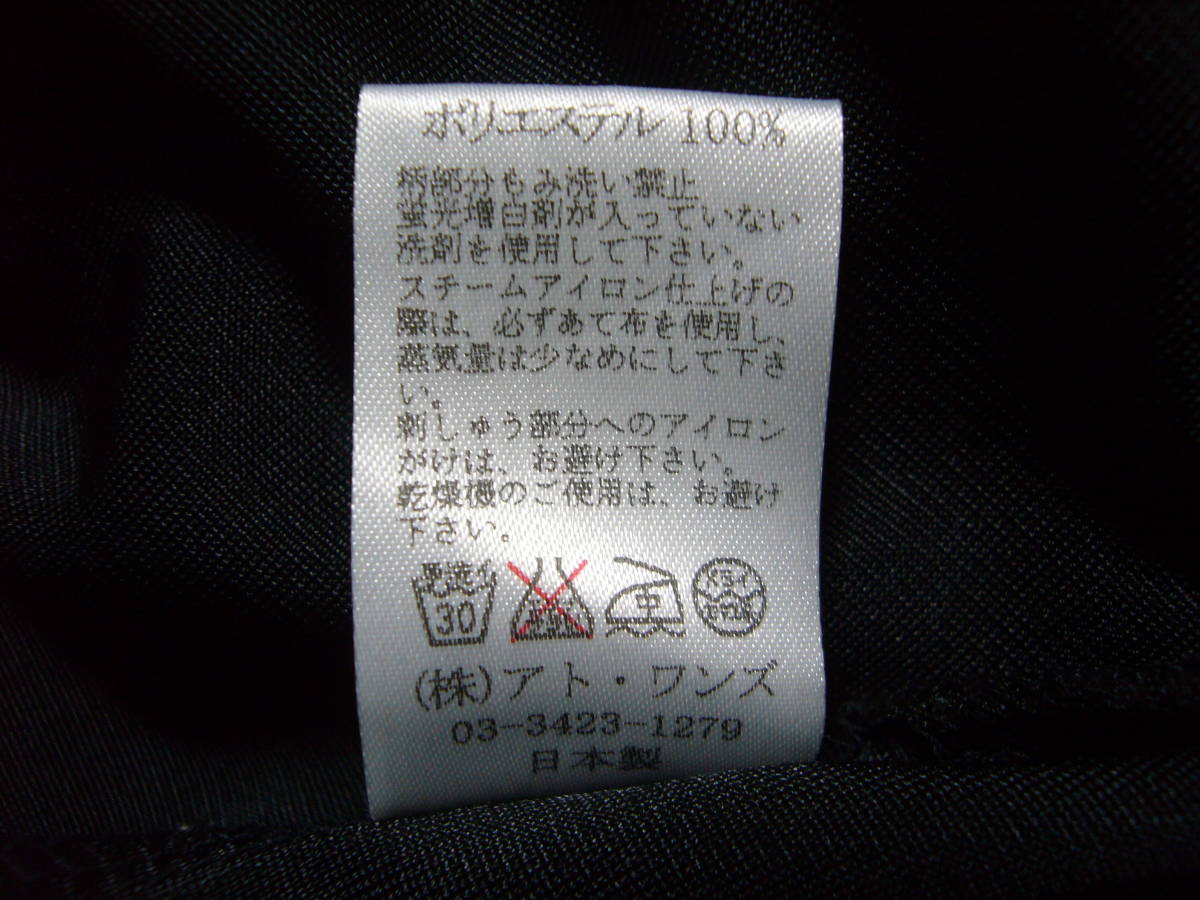 ポリエステル 100%
柄部分もみ洗い禁止
蛍光増白剤が入っていない
洗剤を使用して下さい。
スチームアイロン仕上げの
際は、必ずあて布を使用し、
蒸気量は少なめにして下さ
い。
刺しゅう部分へのアイロン
がけは、お避け下さい。
乾燥機のご使用は、お避け
下さい。
30 中
(株)アト・ワンズ
03-3423-1279
日本製